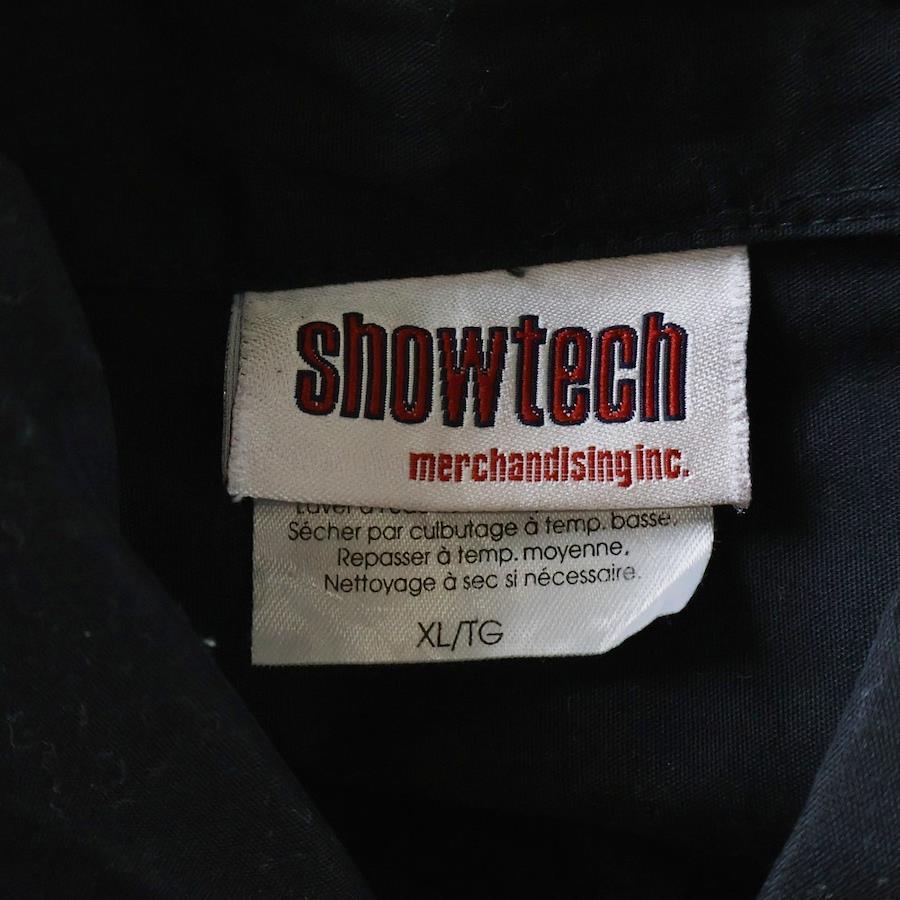 showtech
merchandising inc.
Sécher par culbutage à temp. basse.
Repasser à temp. moyenne.
Nettoyage à sec si nécessaire.
XL/TG